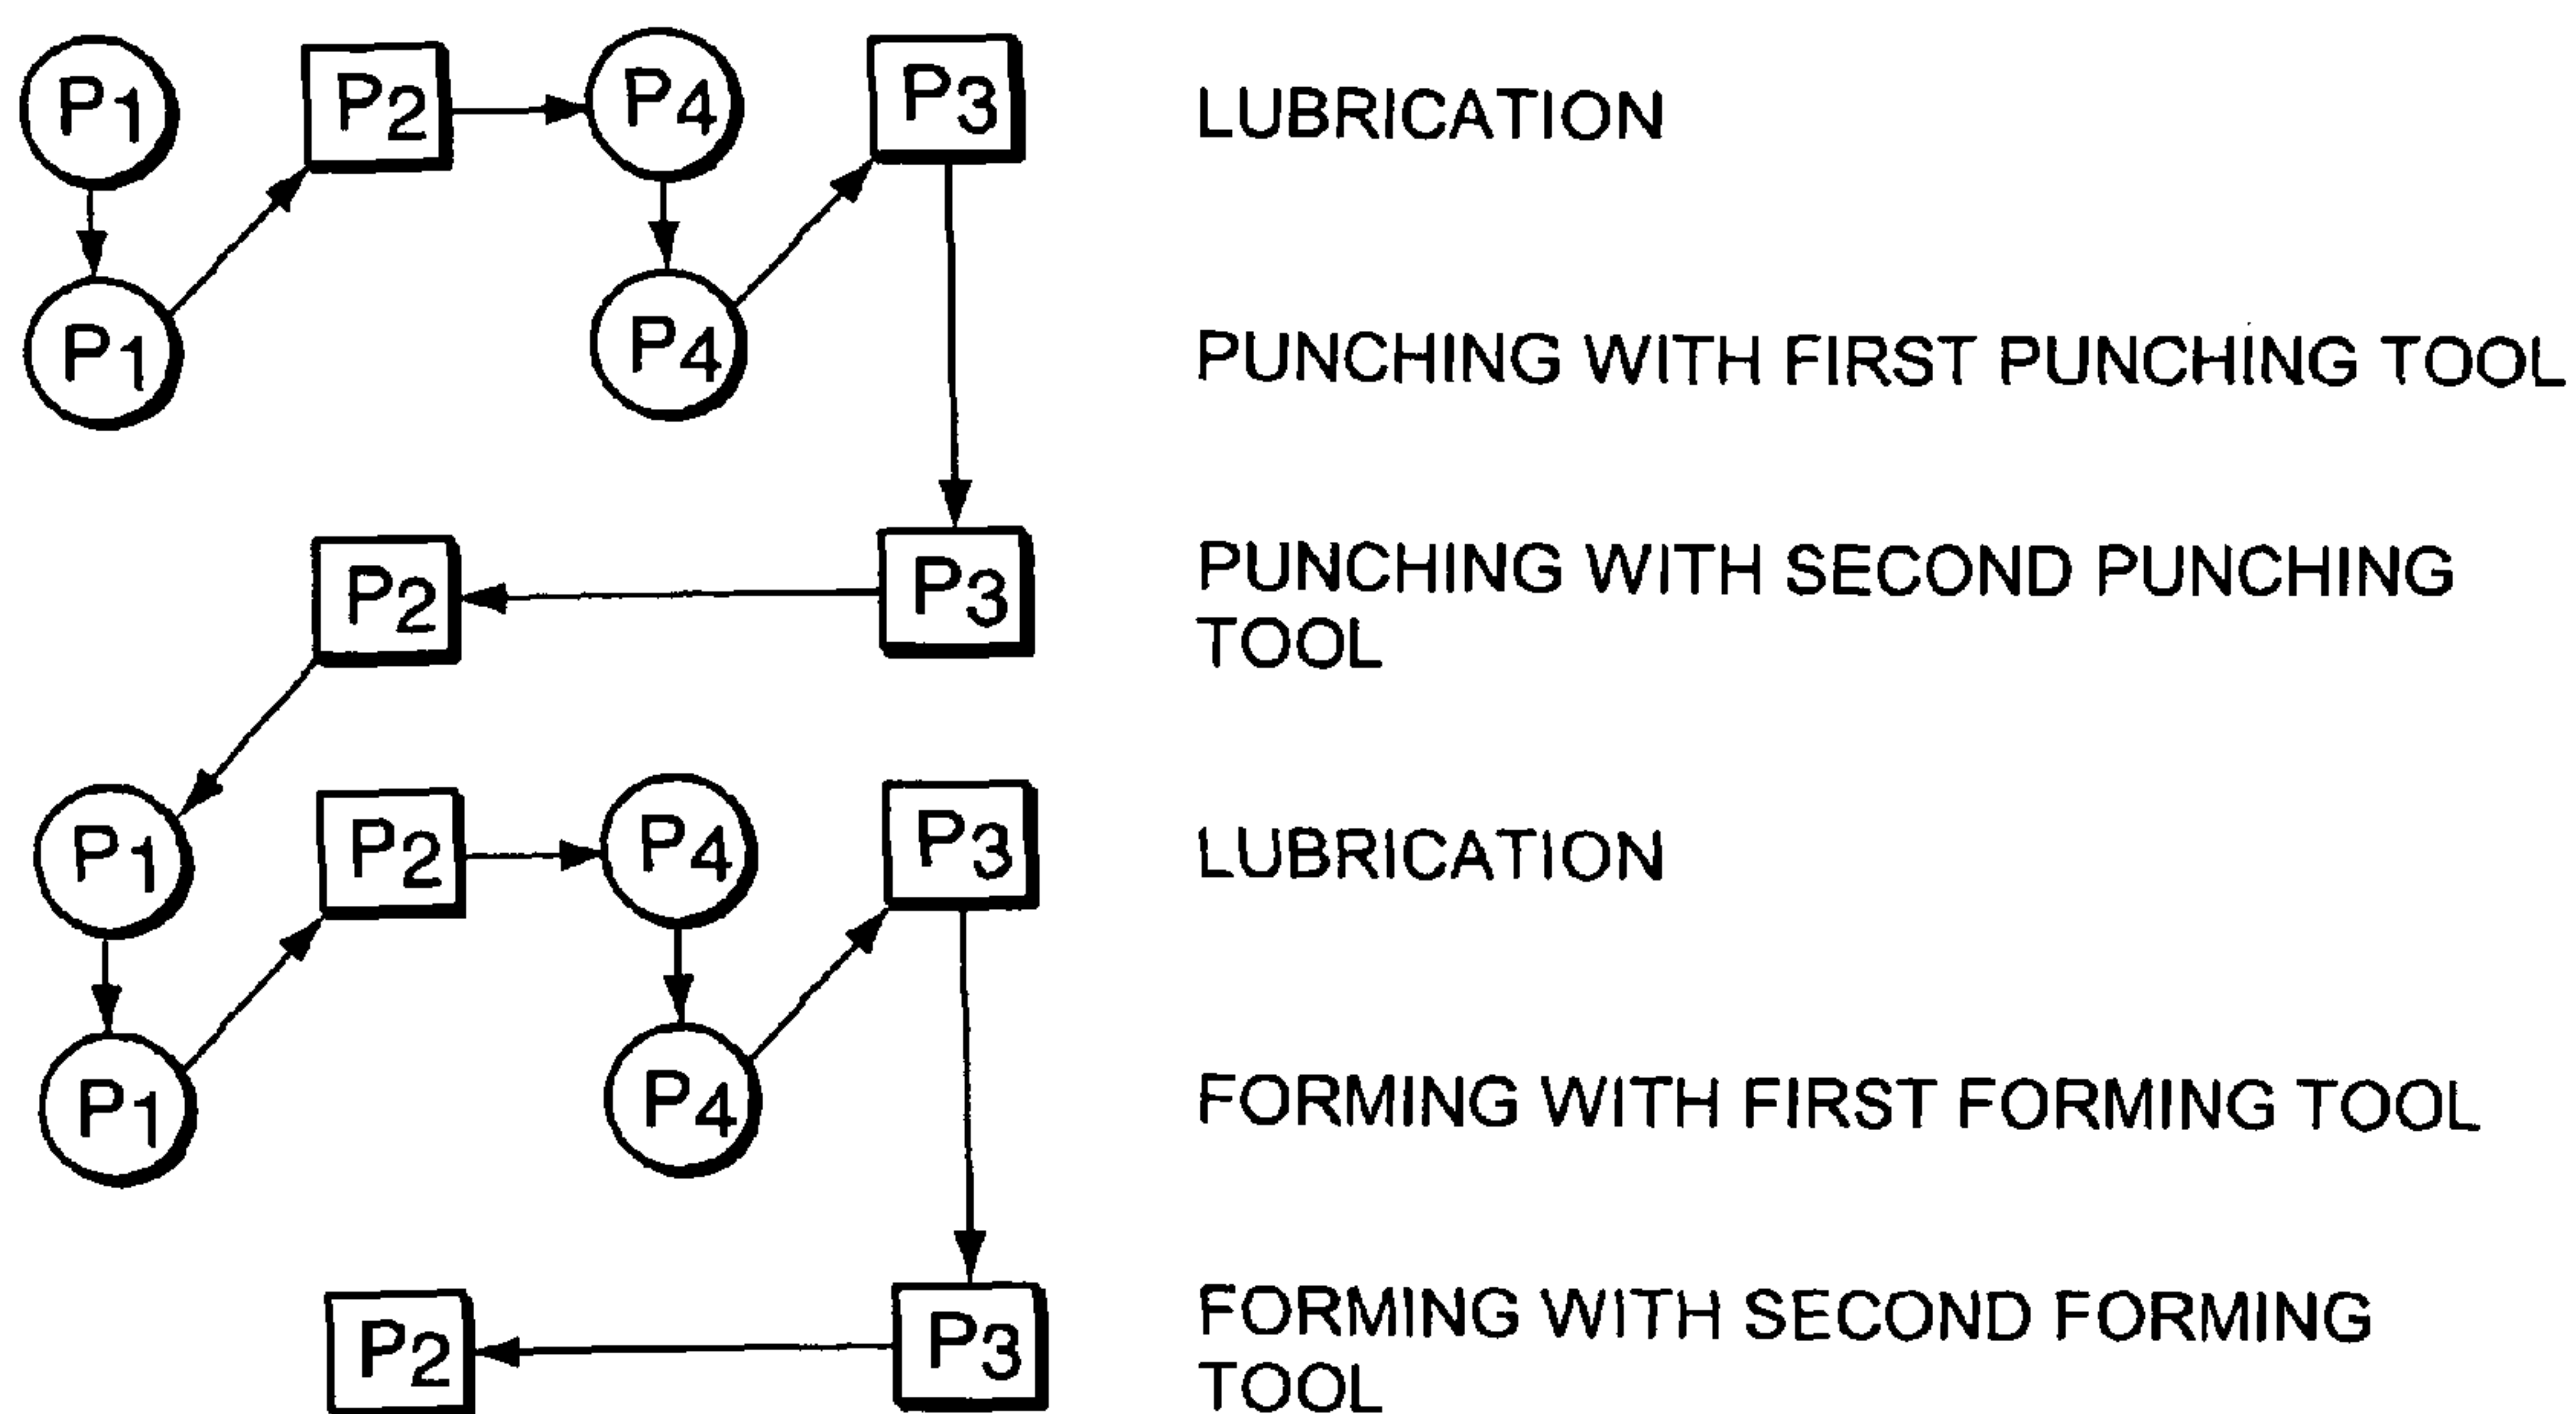 P1 P2 P4 P3 LUBRICATION
P1 P4 PUNCHING WITH FIRST PUNCHING TOOL
P2 P3 PUNCHING WITH SECOND PUNCHING
TOOL
P1 P2 P4 P3 LUBRICATION
P1 P4 FORMING WITH FIRST FORMING TOOL
P2 P3 FORMING WITH SECOND FORMING
TOOL